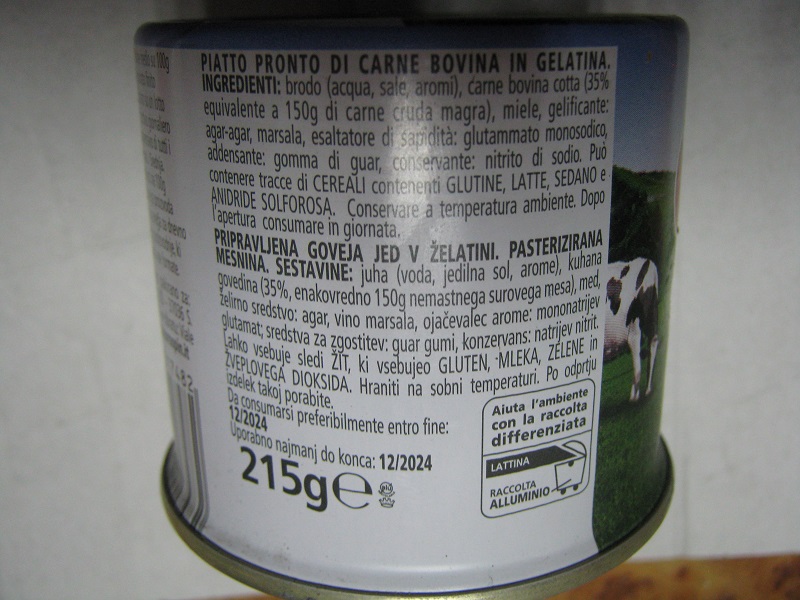 PIATTO PRONTO DI CARNE BOVINA IN GELATINA.
INGREDIENTI: brodo (acqua, sale, aromi), carne bovina cotta (35%
equivalente a 150g di carne cruda magra), miele, gelificante:
agar-agar, marsala, esaltatore di sapidità: glutammato monosodico,
addensante: gomma di guar, conservante: nitrito di sodio. Può
contenere tracce di CEREALI contenenti GLUTINE, LATTE, SEDANO e
ANIDRIDE SOLFOROSA. Conservare a temperatura ambiente. Dopo
l'apertura consumare in giornata.
PRIPRAVLJENA GOVEJA JED V ŽELATINI. PASTERIZIRANA
MESNINA. SESTAVINE: juha (voda, jedilna sol, arome), kuhana
govedina (35%, enakovredno 150g nemastnega surovega mesa), med,
želirno sredstvo: agar, vino marsala, ojačevalec arome: mononatrijev
glutamat; sredstva za zgostitev: guar gumi, konzervans: natrijev nitrit.
Lahko vsebuje sledi ŽIT, ki vsebujeo GLUTEN, MLEKA, ZELENE in
ŽVEPLOVEGA DIOKSIDA. Hraniti na sobni temperaturi. Po odprtju
izdelek takoj porabite.
Da consumarsi preferibilmente entro fine:
12/2024
Uporabno najmanj do konca: 12/2024
215g℮
Aiuta l'ambiente
con la raccolta
differenziata
LATTINA
RACCOLTA
ALLUMINIO